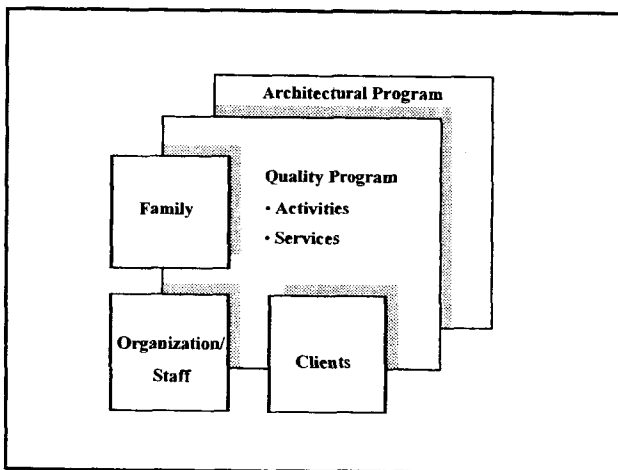 Architectural Program
Quality Program
• Activities
• Services
Family
Organization/
Staff
Clients